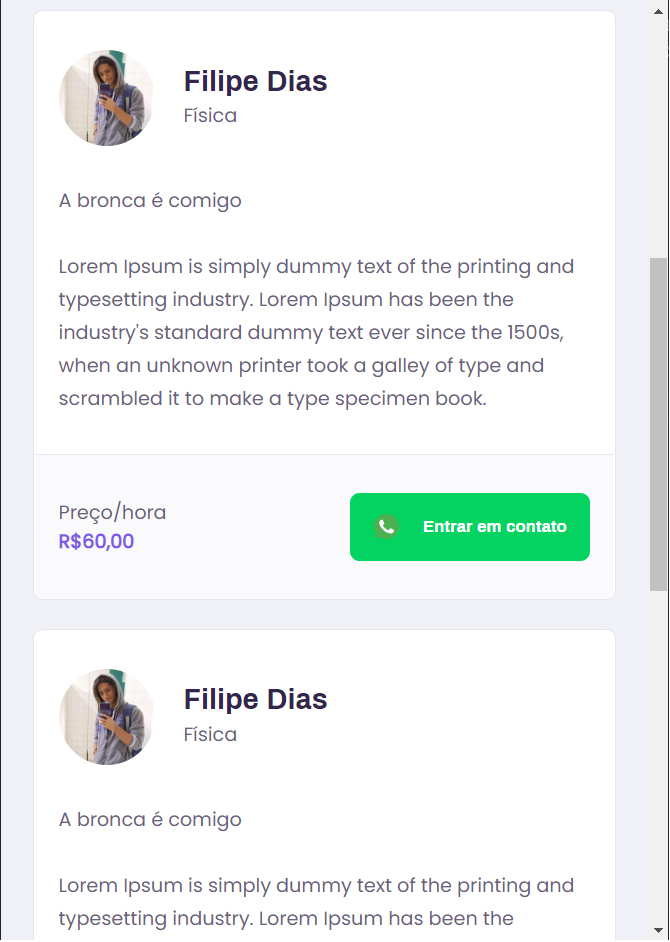 Filipe Dias
Física
A bronca é comigo
Lorem Ipsum is simply dummy text of the printing and
typesetting industry. Lorem Ipsum has been the
industry's standard dummy text ever since the 1500s,
when an unknown printer took a galley of type and
scrambled it to make a type specimen book.
Preço/hora
R$60,00
Entrar em contato
Filipe Dias
Física
A bronca é comigo
Lorem Ipsum is simply dummy text of the printing and
typesetting industry. Lorem Ipsum has been the